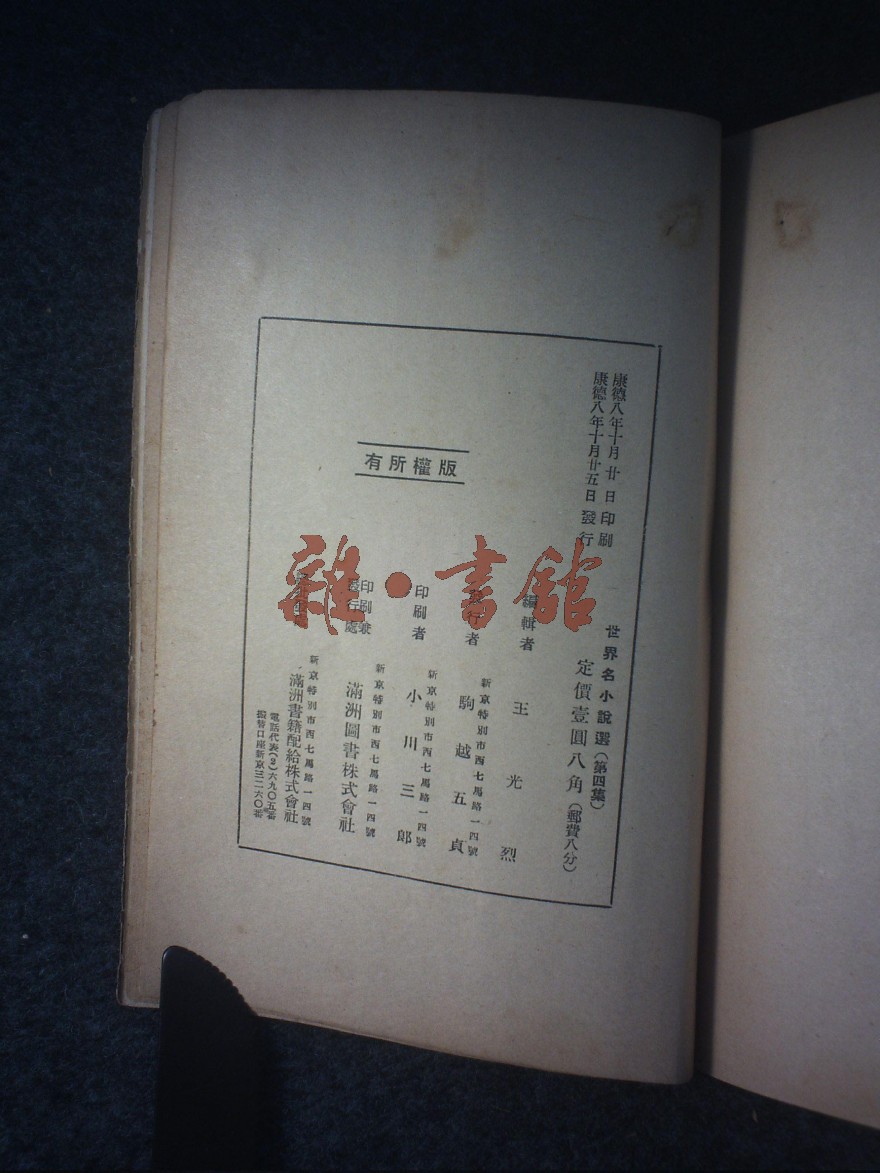 康德八年十月廿日印刷
康德八年十月廿五日發行
世界名小說選(第四集)
定價壹圓八角(郵費八分)
編輯者 王光烈
新京特別市西七馬路一四號
發行者 駒越五貞
新京特別市西七馬路一四號
印刷者 小川三郎
新京特別市西七馬路一四號
印刷兼
發行處 滿洲圖書株式會社
新京特別市西七馬路一四號
滿洲書籍配給株式會社
電話代表(2)六九〇五番
振替口座新京三二六〇番
版權所有
雜·書館